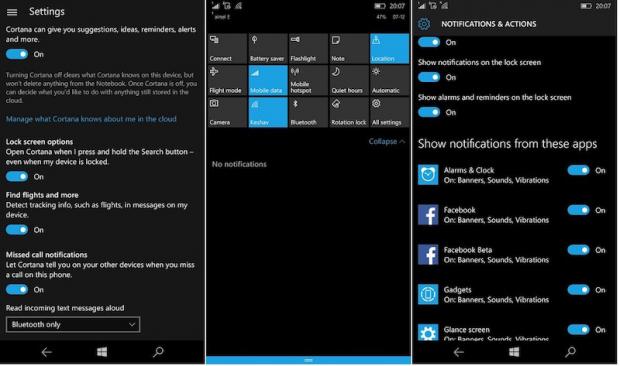 Settings
Cortana can give you suggestions, ideas, reminders, alerts
and more.
On
Turning Cortana off clears what Cortana knows on this device, but
won't delete anything from the Notebook. Once Cortana is off, you
can decide what you'd like to do with anything still stored in the
cloud.
Manage what Cortana knows about me in the cloud
Lock screen options
Open Cortana when I press and hold the Search button –
even when my device is locked.
On
Find flights and more
Detect tracking info, such as flights, in messages on my
device.
On
Missed call notifications
Let Cortana tell you on your other devices when you miss
a call on this phone.
On
Read incoming text messages aloud
Bluetooth only
20:07
airtel E
47% 07-12
Connect
Battery saver
Flashlight
Note
Location
Flight mode
Mobile data
Mobile
hotspot
Quiet hours
Automatic
Camera
Keshav
Bluetooth
Rotation lock
All settings
Collapse
No notifications
20:07
NOTIFICATIONS & ACTIONS
On
Show notifications on the lock screen
On
Show alarms and reminders on the lock screen
On
Show notifications from these apps
Alarms & Clock
On: Banners, Sounds, Vibrations
On
Facebook
On: Banners, Sounds, Vibrations
On
Facebook Beta
On: Banners, Sounds, Vibrations
On
Gadgets
On: Banners, Sounds, Vibrations
On
Glance screen
On: Banners, Sounds, Vibrations
On